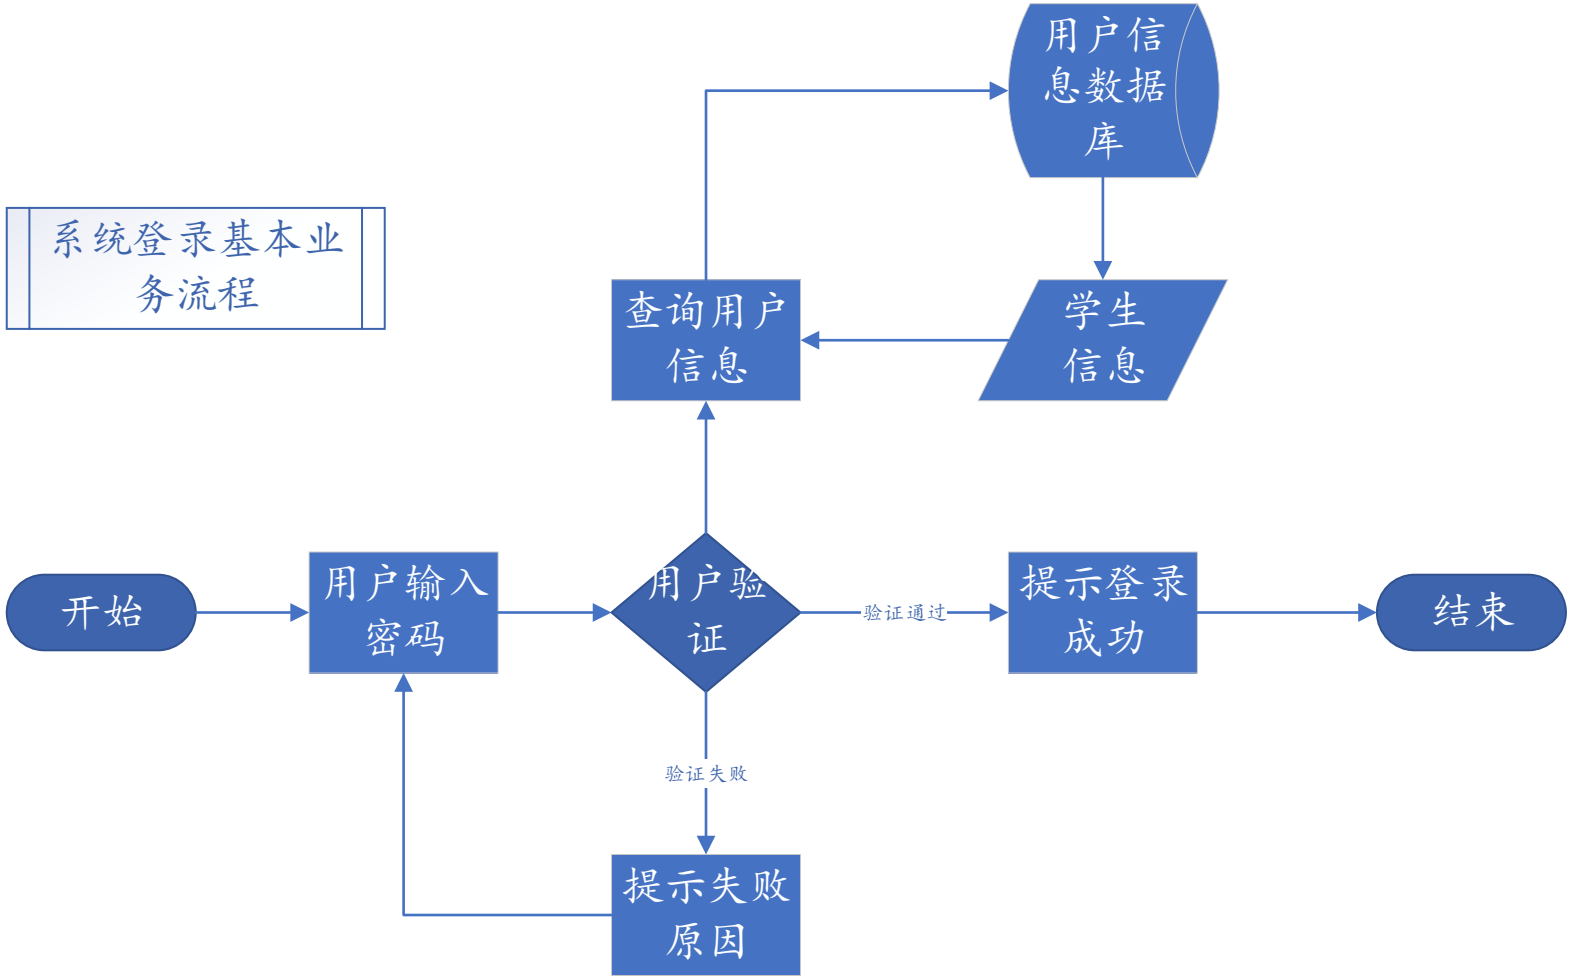 用户信
息数据
库
系统登录基本业
务流程
查询用户
信息
学生
信息
开始
用户输入
密码
用户验
证
验证通过
提示登录
成功
结束
验证失败
提示失败
原因